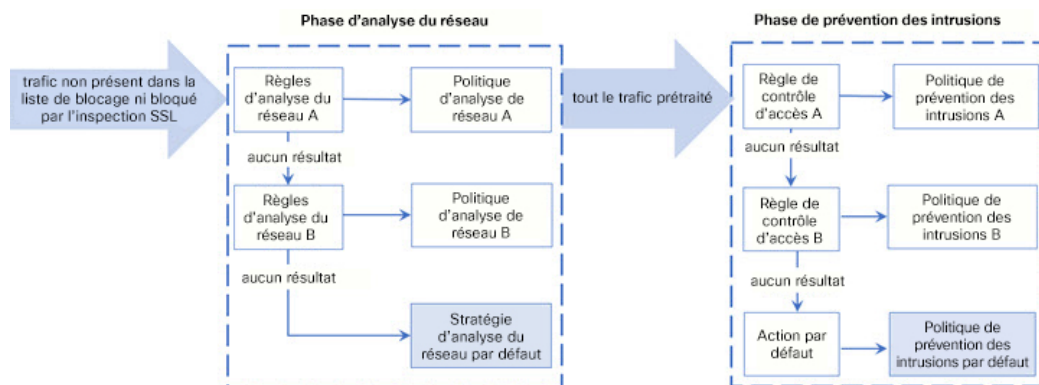 Phase d'analyse du réseau
Phase de prévention des intrusions
trafic non présent dans la
liste de blocage ni bloqué
par l'inspection SSL
Règles
d'analyse du
réseau A
Politique
d'analyse de
réseau A
aucun résultat
Règles
d'analyse du
réseau B
Politique
d'analyse de
réseau B
aucun résultat
Stratégie
d'analyse du
réseau par défaut
tout le trafic prétraité
Règle de
contrôle
d'accès A
Politique de
prévention des
intrusions A
aucun résultat
Règle de
contrôle
d'accès B
Politique de
prévention des
intrusions B
aucun résultat
Action par
défaut
Politique de
prévention des
intrusions par défaut